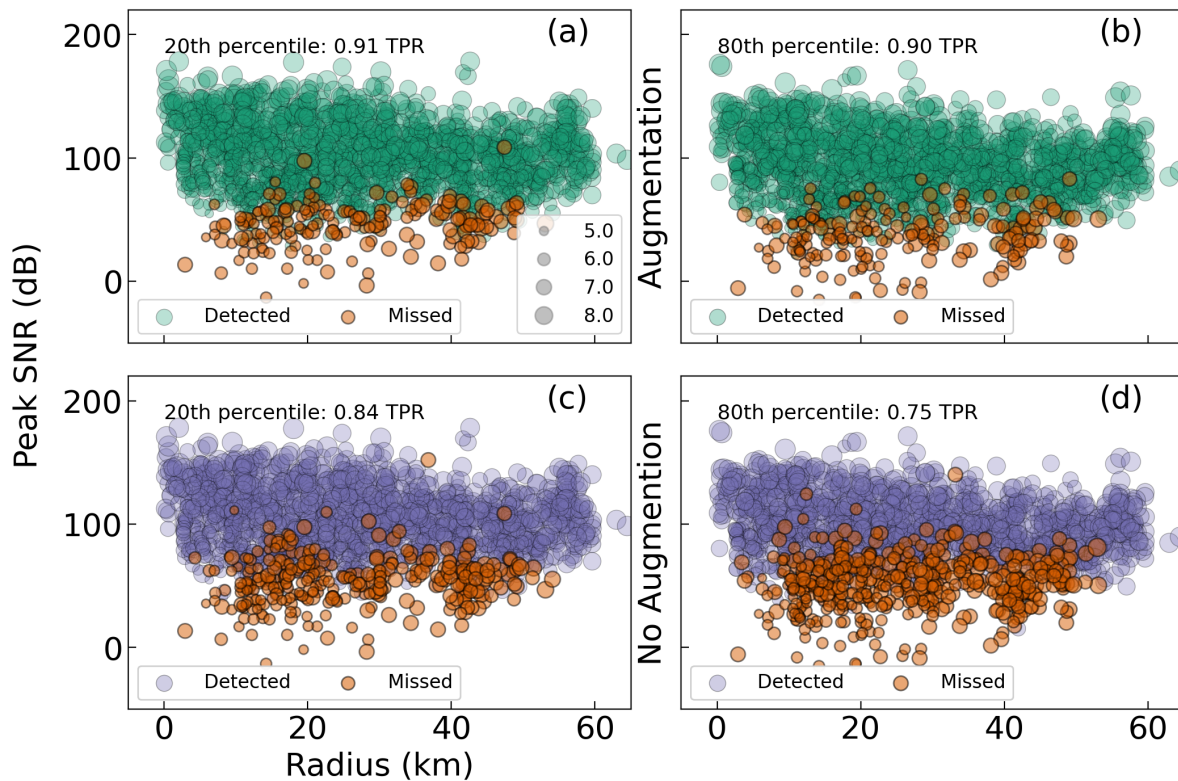 Peak SNR (dB)
200
100
0
20th percentile: 0.91 TPR
(a)
5.0
6.0
7.0
8.0
Detected
Missed
Augmentation
80th percentile: 0.90 TPR
(b)
Detected
Missed
200
100
0
20th percentile: 0.84 TPR
(c)
Detected
Missed
0
20
40
60
Radius (km)
No Augmention
80th percentile: 0.75 TPR
(d)
Detected
Missed
0
20
40
60